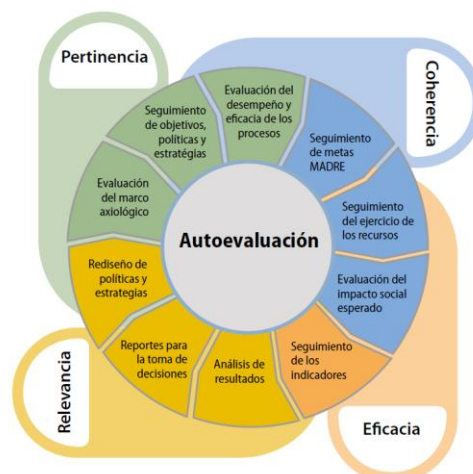 Pertinencia
Coherencia
Evaluación del
desempeño y
eficacia de los
procesos
Seguimiento
de metas
MADRE
Seguimiento
del ejercicio de
los recursos
Evaluación del
impacto social
esperado
Seguimiento
de los
indicadores
Análisis de
resultados
Reportes para
la toma de
decisiones
Rediseño de
políticas y
estrategias
Evaluación
del marco
axiológico
Seguimiento
de objetivos,
políticas y
estratégias
Autoevaluación
Relevancia
Eficacia